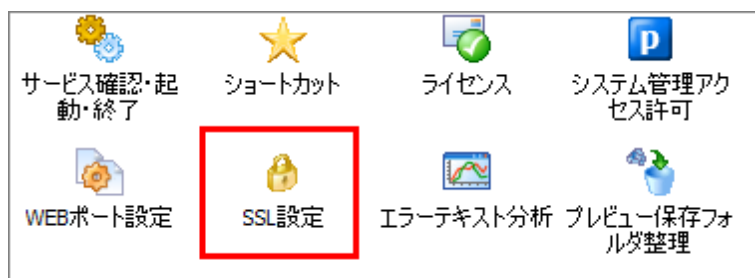 サービス確認・起
動・終了
ショートカット
ライセンス
p
システム管理アク
セス許可
WEBポート設定
SSL設定
エラーテキスト分析
プレビュー保存フォ
ルダ整理